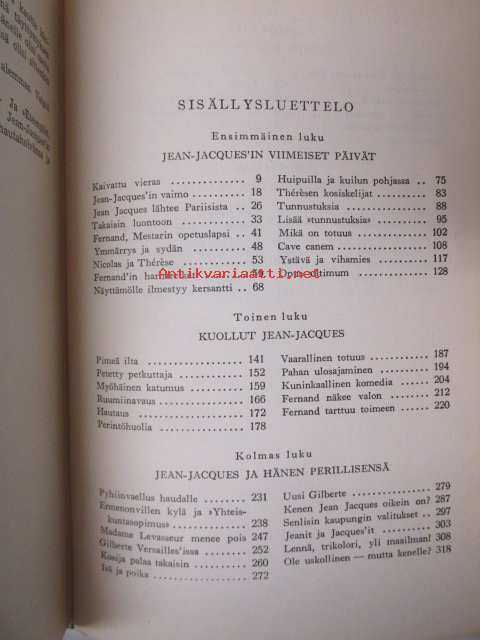 SISÄLLYSLUETTELO
Ensimmäinen luku
JEAN-JACQUES'IN VIIMEISET PÄIVÄT
Kaivattu vieras 9
Jean-Jacques'in vaimo 18
Jean Jacques lähtee Pariisista 26
Takaisin luontoon 33
Fernand, Mestarin opetuslapsi 41
Ymmärrys ja sydän 48
Nicolas ja Thérèse 53
Fernand'in
Näyttämölle ilmestyy kersantti 68
Huipuilla ja kuilun pohjassa 75
Thérèsen kosiskelijat 83
Tunnustuksia 88
Lisää »tunnustuksia» 95
Mikä on totuus 102
Cave canem 108
Ystävä ja vihamies 117
128
Antikvariaatti.net
Toinen luku
KUOLLUT JEAN-JACQUES
Pimeä ilta 141
Petetty petkuttaja 152
Myöhäinen katumus 159
Ruumiinavaus 166
Hautaus 172
Perintöhuolia 178
Vaarallinen totuus 187
Pahan ulosajaminen 194
Kuninkaallinen komedia 204
Fernand näkee valon 212
Fernand tarttuu toimeen 220
Kolmas luku
JEAN-JACQUES JA HÄNEN PERILLISENSÄ
Pyhiinvaellus haudalle 231
Ermenonvillen kylä ja »Yhteis-
kuntasopimus» 238
Madame Levasseur menee pois 247
Gilberte Versailles'issa 252
Kosija palaa takaisin 260
Isä ja poika 272
Uusi Gilberte 279
Kenen Jean Jacques oikein on? 287
Senlisin kaupungin valitukset 297
Jeanit ja Jacques'it 303
Lennä, trikolori, yli maailman! 308
Ole uskollinen — mutta kenelle? 318